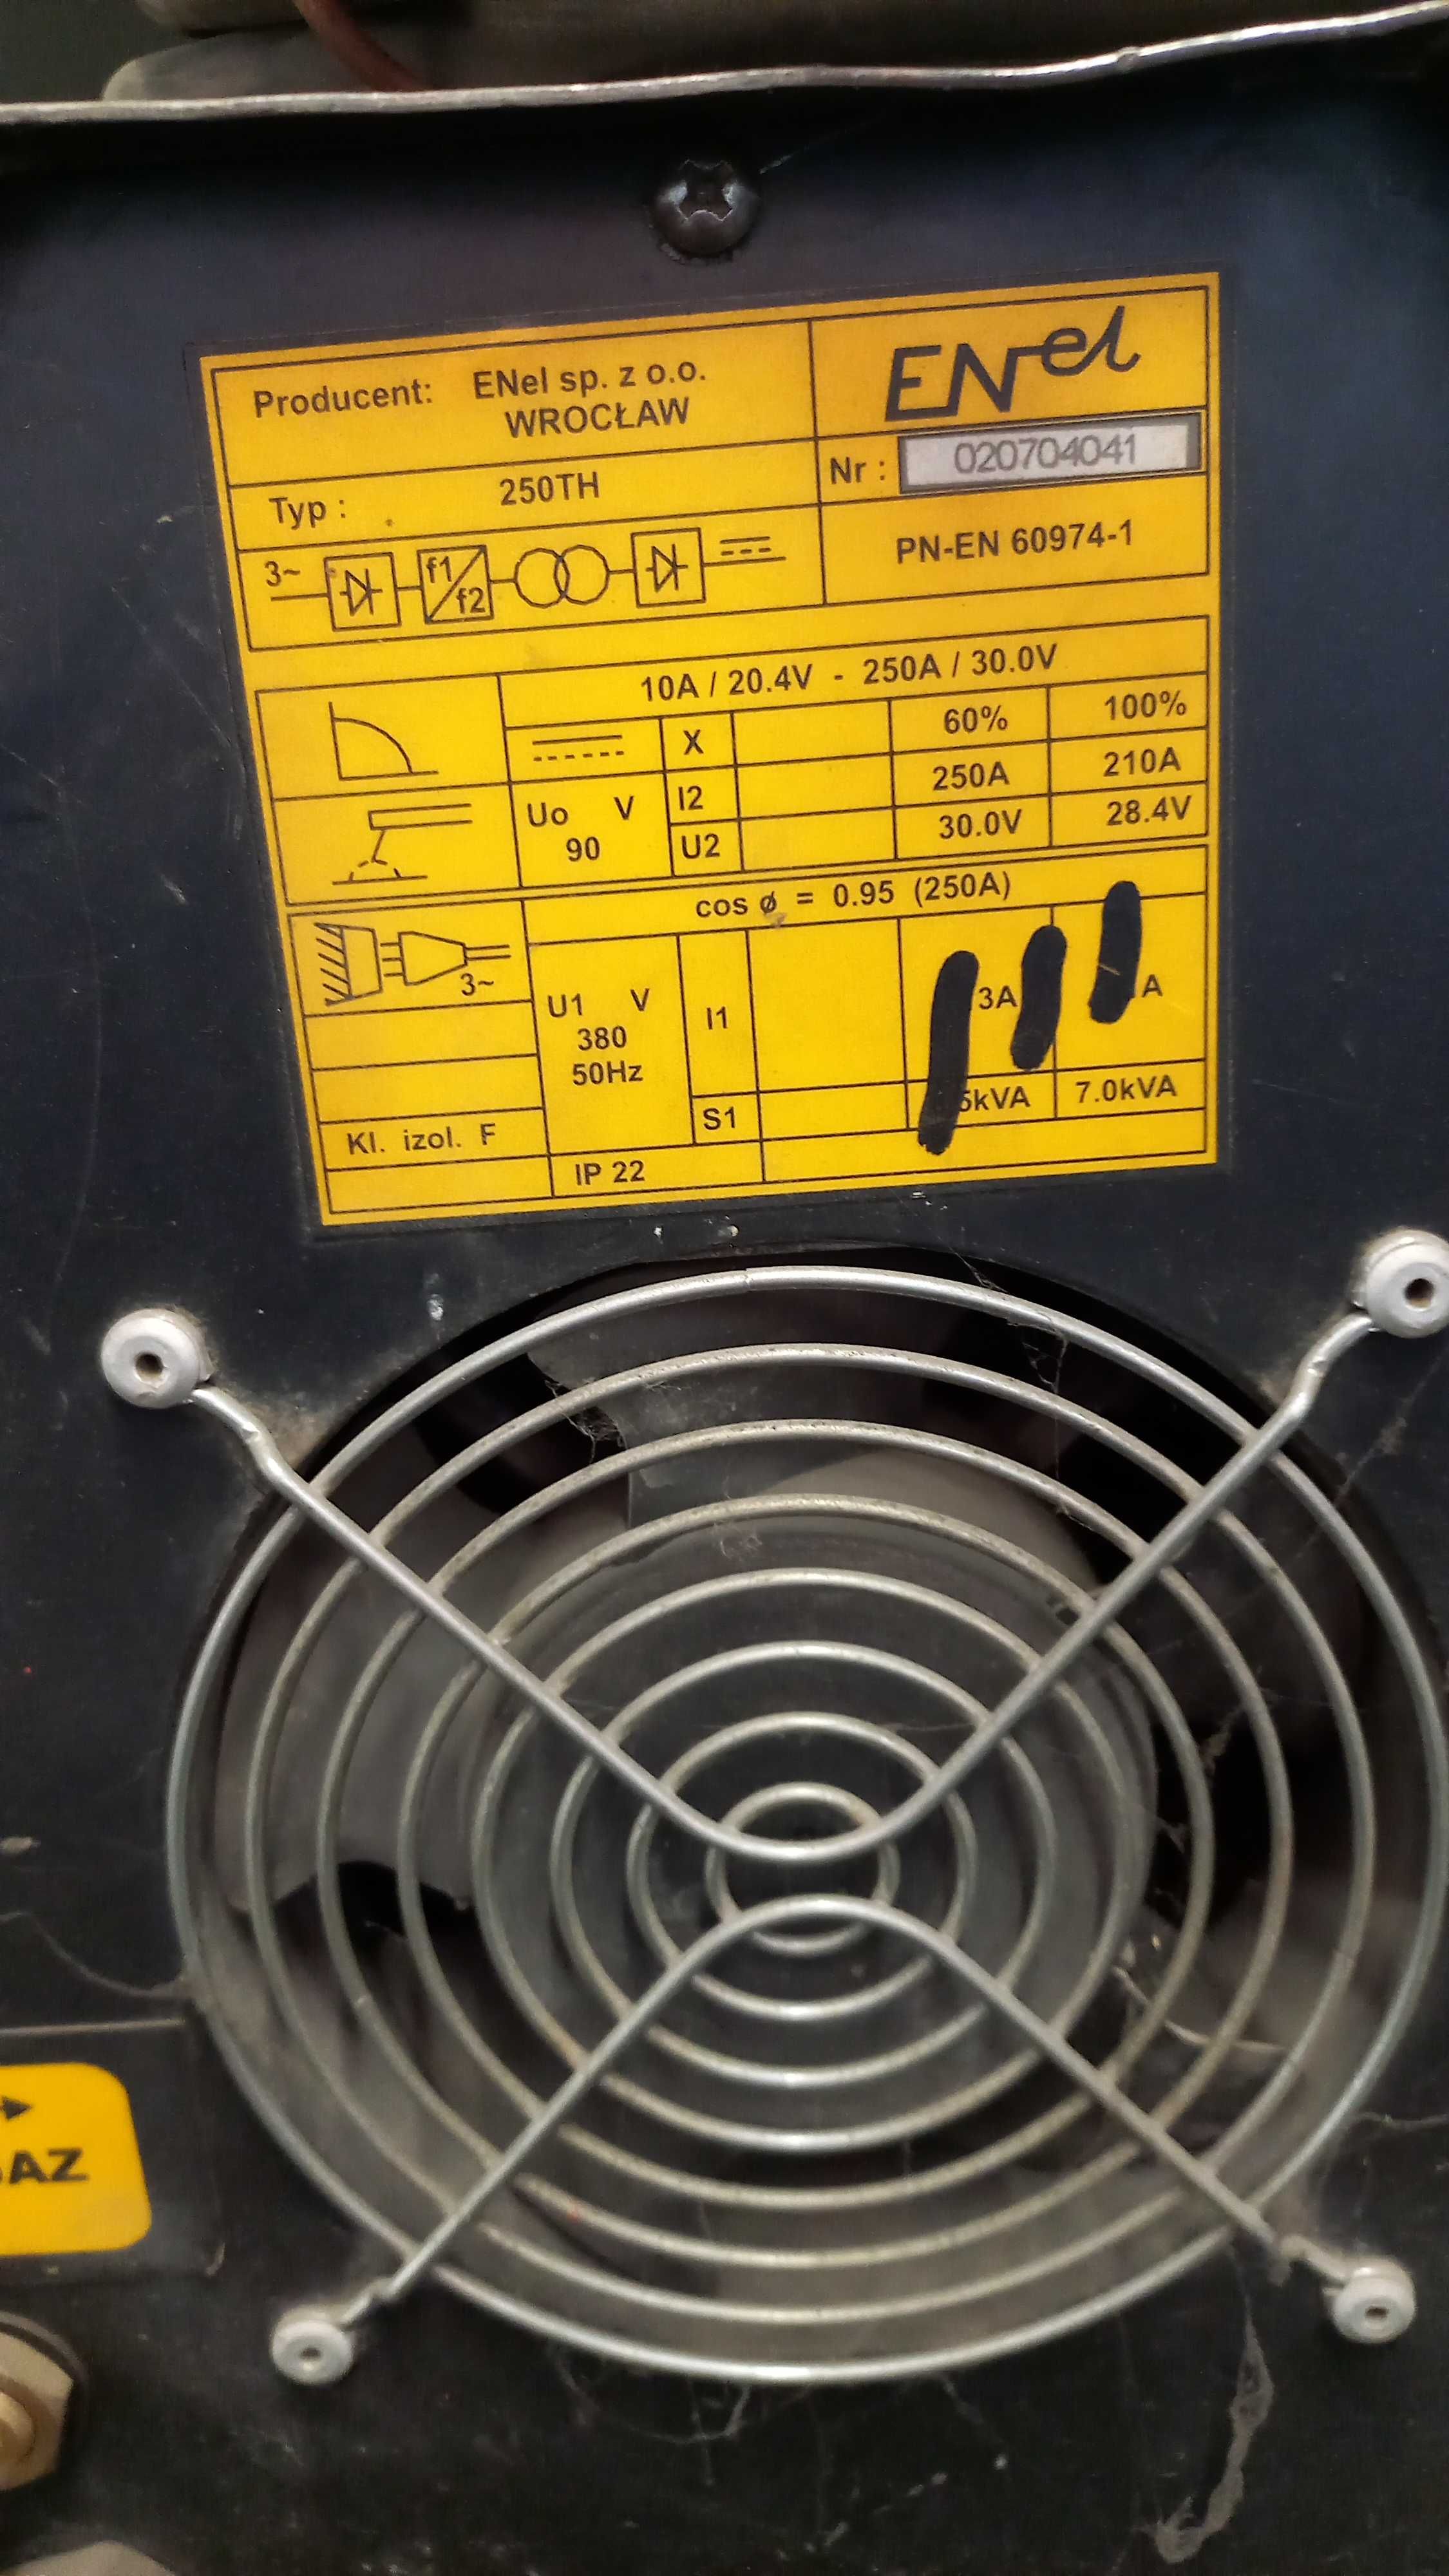 Producent: ENel sp. z o.o.
WROCŁAW
ENel
Nr : 020704041
Typ : 250TH
3~ f1 f2
PN-EN 60974-1
10A / 20.4V - 250A / 30.0V
X 60% 100%
Uo V I2 250A 210A
90 U2 30.0V 28.4V
cos ϕ = 0.95 (250A)
3~
U1 V I1 3A A
380
50Hz
S1 5kVA 7.0kVA
Kl. izol. F
IP 22